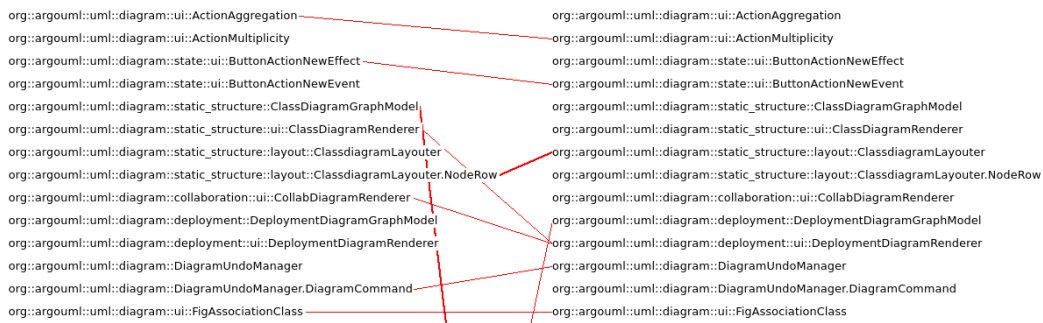 org::argouml::uml::diagram::ui::ActionAggregation org::argouml::uml::diagram::ui::ActionAggregation
org::argouml::uml::diagram::ui::ActionMultiplicity org::argouml::uml::diagram::ui::ActionMultiplicity
org::argouml::uml::diagram::state::ui::ButtonActionNewEffect org::argouml::uml::diagram::state::ui::ButtonActionNewEffect
org::argouml::uml::diagram::state::ui::ButtonActionNewEvent org::argouml::uml::diagram::state::ui::ButtonActionNewEvent
org::argouml::uml::diagram::static_structure::ClassDiagramGraphModel org::argouml::uml::diagram::static_structure::ClassDiagramGraphModel
org::argouml::uml::diagram::static_structure::ui::ClassDiagramRenderer org::argouml::uml::diagram::static_structure::ui::ClassDiagramRenderer
org::argouml::uml::diagram::static_structure::layout::ClassdiagramLayouter org::argouml::uml::diagram::static_structure::layout::ClassdiagramLayouter
org::argouml::uml::diagram::static_structure::layout::ClassdiagramLayouter.NodeRow org::argouml::uml::diagram::static_structure::layout::ClassdiagramLayouter.NodeRow
org::argouml::uml::diagram::collaboration::ui::CollabDiagramRenderer org::argouml::uml::diagram::collaboration::ui::CollabDiagramRenderer
org::argouml::uml::diagram::deployment::DeploymentDiagramGraphModel org::argouml::uml::diagram::deployment::DeploymentDiagramGraphModel
org::argouml::uml::diagram::deployment::ui::DeploymentDiagramRenderer org::argouml::uml::diagram::deployment::ui::DeploymentDiagramRenderer
org::argouml::uml::diagram::DiagramUndoManager org::argouml::uml::diagram::DiagramUndoManager
org::argouml::uml::diagram::DiagramUndoManager.DiagramCommand org::argouml::uml::diagram::DiagramUndoManager.DiagramCommand
org::argouml::uml::diagram::ui::FigAssociationClass org::argouml::uml::diagram::ui::FigAssociationClass